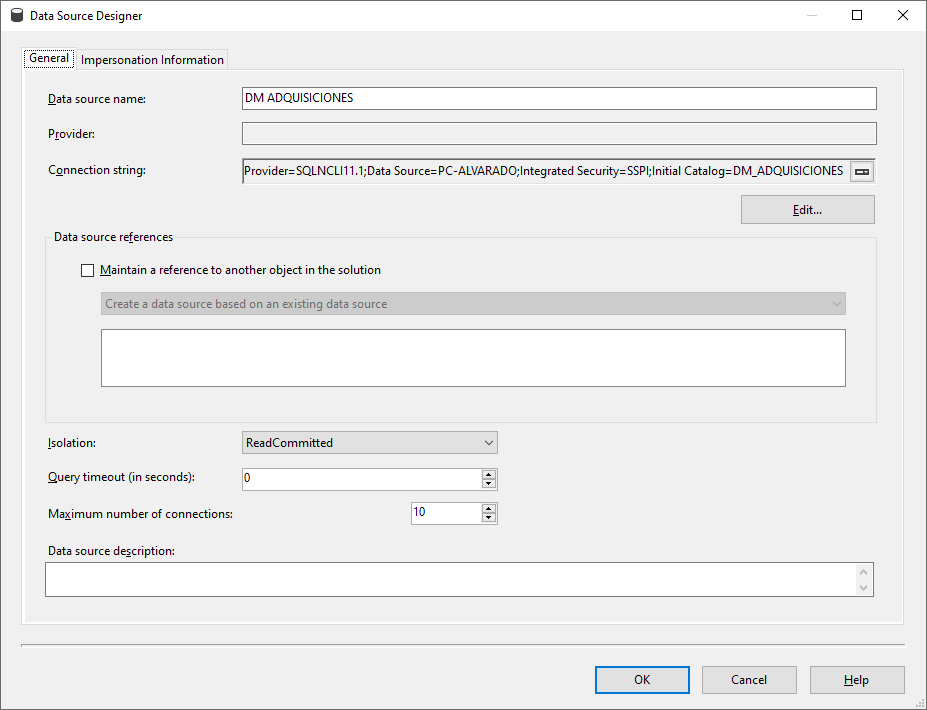 Data Source Designer
General
Impersonation Information
Data source name:
DM ADQUISICIONES
Provider:
Connection string:
Provider=SQLNCLI11.1;Data Source=PC-ALVARADO;Integrated Security=SSPI;Initial Catalog=DM_ADQUISICIONES
Edit...
Data source references
Maintain a reference to another object in the solution
Create a data source based on an existing data source
Isolation:
ReadCommitted
Query timeout (in seconds):
0
Maximum number of connections:
10
Data source description:
OK
Cancel
Help